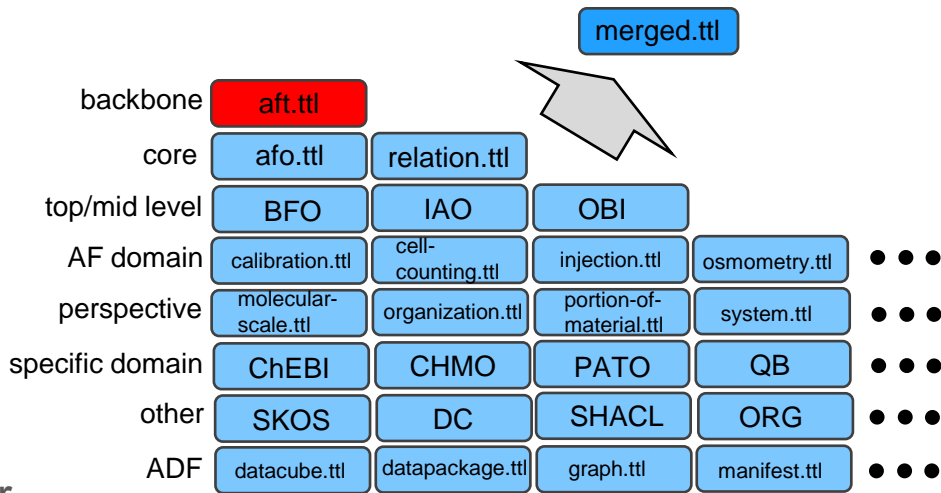 merged.ttl
backbone aft.ttl
core afo.ttl relation.ttl
top/mid level BFO IAO OBI
AF domain calibration.ttl cell-
counting.ttl injection.ttl osmometry.ttl
perspective molecular-
scale.ttl organization.ttl portion-of-
material.ttl system.ttl
specific domain ChEBI CHMO PATO QB
other SKOS DC SHACL ORG
ADF datacube.ttl datapackage.ttl graph.ttl manifest.ttl